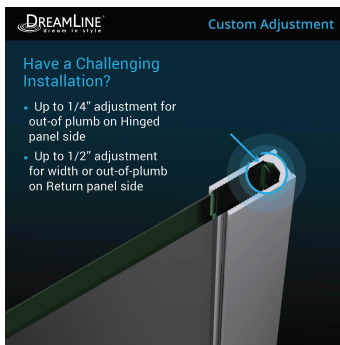 DREAMLINE®
dream in style
Custom Adjustment
Have a Challenging
Installation?
▪ Up to 1/4” adjustment for
out-of plumb on Hinged
panel side
▪ Up to 1/2” adjustment
for width or out-of-plumb
on Return panel side